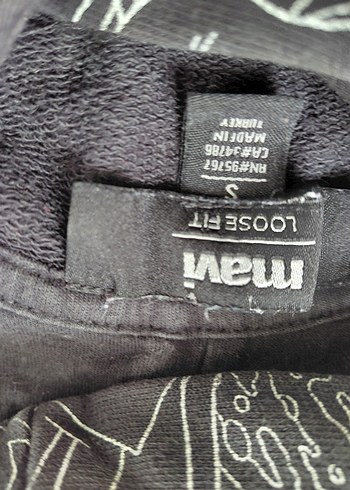 mavi
LOOSE FIT
S
RN#95767
CA#34786
MADE IN
TURKEY